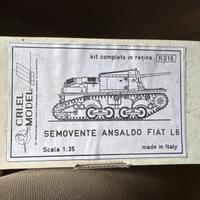 kit completo in resina
R016
CRIEL
MODEL
SEMOVENTE ANSALDO FIAT L6
Scala 1:35
made in Italy